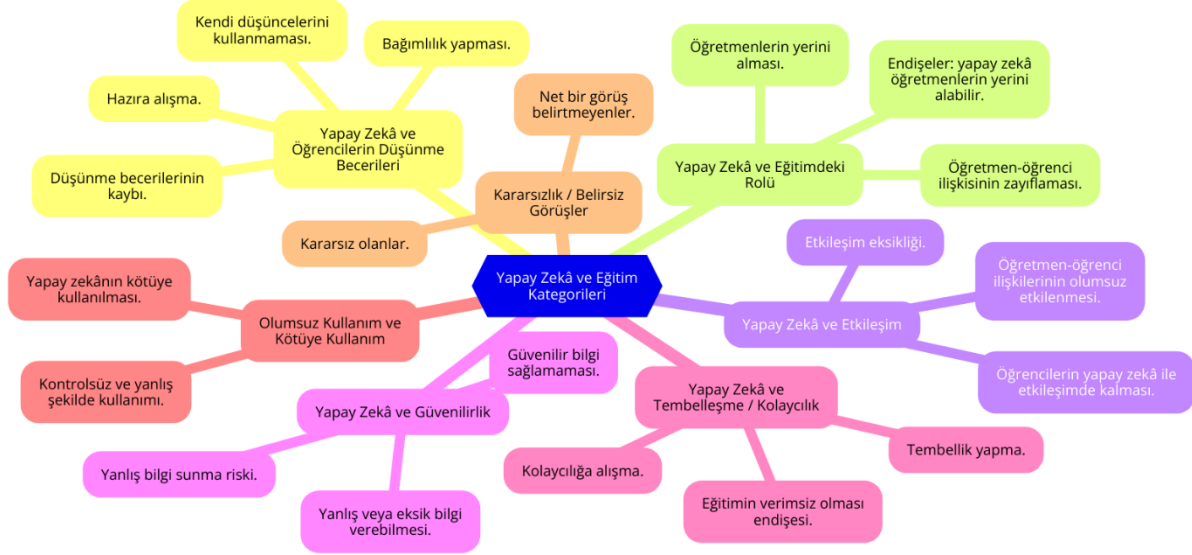 Yapay Zekâ ve Eğitim
Kategorileri
Yapay Zekâ ve
Öğrencilerin Düşünme
Becerileri
Kendi düşüncelerini
kullanmaması.
Bağımlılık yapması.
Hazıra alışma.
Düşünme becerilerinin
kaybı.
Kararsızlık / Belirsiz
Görüşler
Net bir görüş
belirtmeyenler.
Kararsız olanlar.
Yapay Zekâ ve Eğitimdeki
Rolü
Öğretmenlerin yerini
alması.
Endişeler: yapay zekâ
öğretmenlerin yerini
alabilir.
Öğretmen-öğrenci
ilişkisinin zayıflaması.
Yapay Zekâ ve Etkileşim
Etkileşim eksikliği.
Öğretmen-öğrenci
ilişkilerinin olumsuz
etkilenmesi.
Öğrencilerin yapay zekâ ile
etkileşimde kalması.
Olumsuz Kullanım ve
Kötüye Kullanım
Yapay zekânın kötüye
kullanılması.
Kontrolsüz ve yanlış
şekilde kullanımı.
Yapay Zekâ ve Güvenilirlik
Güvenilir bilgi
sağlamaması.
Yanlış bilgi sunma riski.
Yanlış veya eksik bilgi
verebilmesi.
Yapay Zekâ ve
Tembelleşme / Kolaycılık
Kolaycılığa alışma.
Eğitimin verimsiz olması
endişesi.
Tembellik yapma.